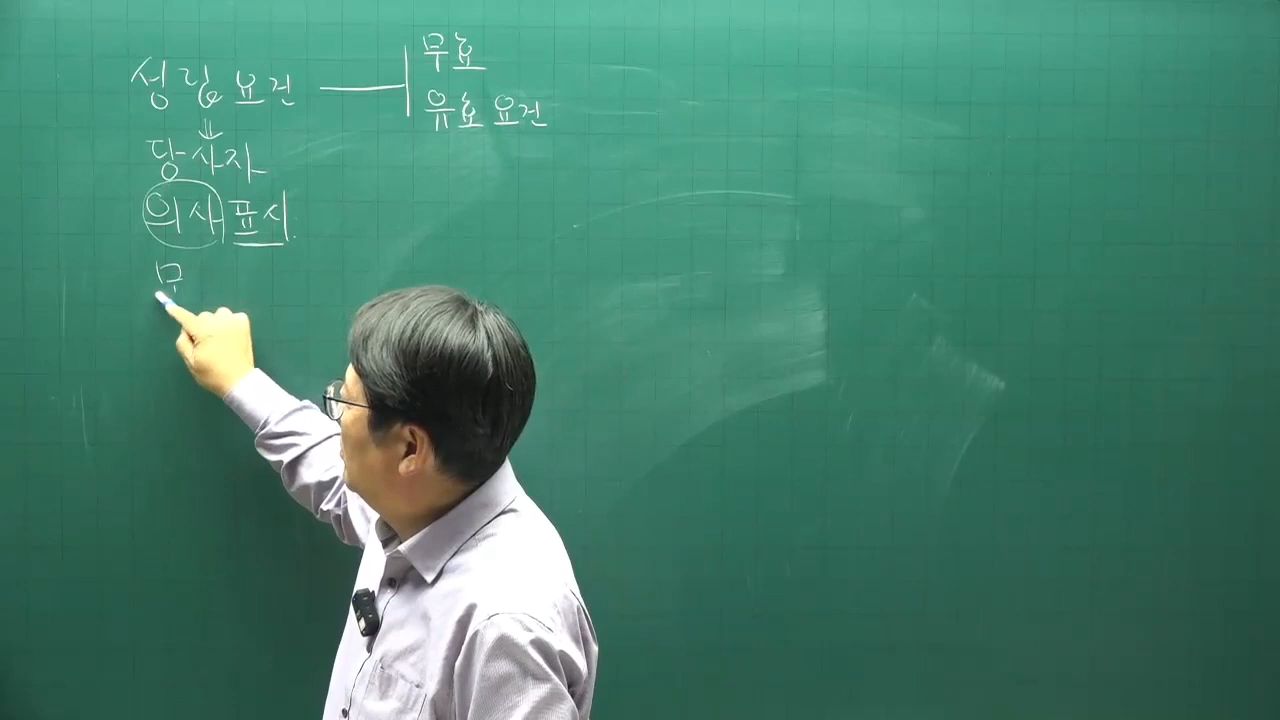 성립요건
무효
유효요건
당사자
의사표시.
무